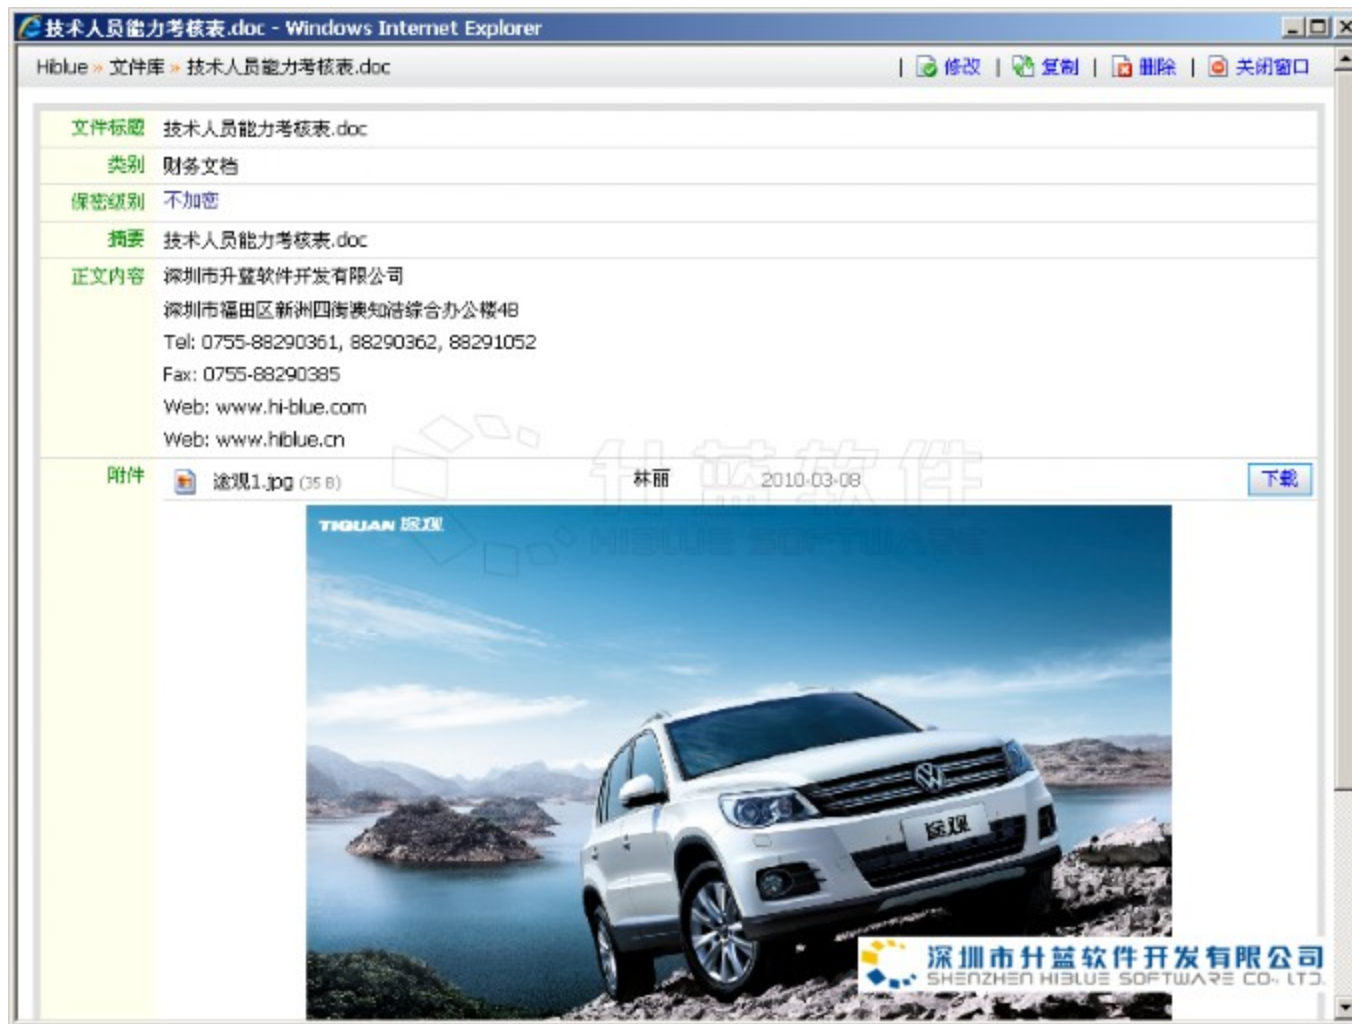 技术人员能力考核表.doc - Windows Internet Explorer
Hiblue » 文件库 » 技术人员能力考核表.doc | 修改 | 复制 | 删除 | 关闭窗口
文件标题 技术人员能力考核表.doc
类别 财务文档
保密级别 不加密
摘要 技术人员能力考核表.doc
正文内容 深圳市升蓝软件开发有限公司
深圳市福田区新洲四街澳知浩综合办公楼4B
Tel: 0755-88290361, 88290362, 88291052
Fax: 0755-88290385
Web: www.hi-blue.com
Web: www.hiblue.cn
升蓝软件
附件 途观1.jpg (35 B) 林丽 2010-03-08 下载
TIGUAN 途观
HIBLUE SOFTWARE
途观
深圳市升蓝软件开发有限公司
SHENZHEN HIBLUE SOFTWARE CO., LTD.